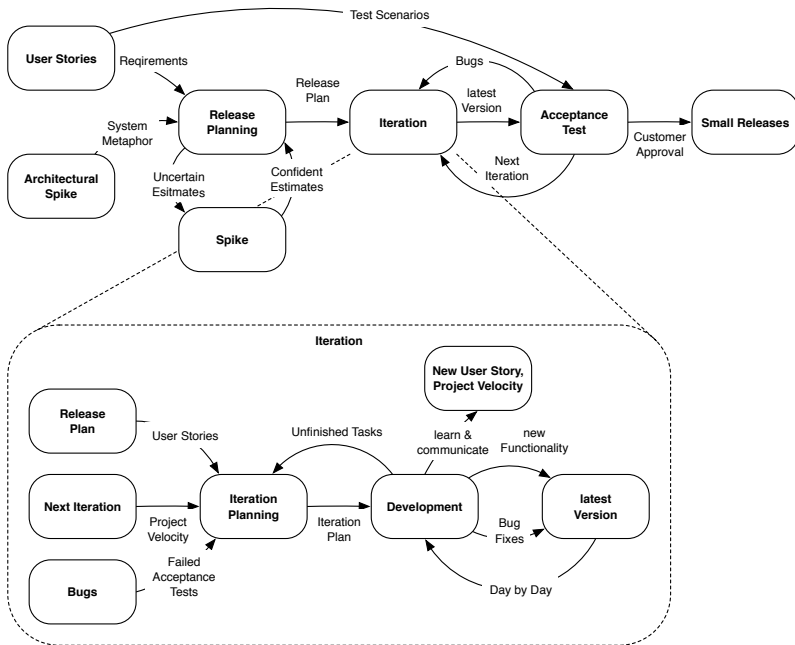 Test Scenarios
User Stories
Reqirements
Bugs
Release
Plan
latest
Version
Release
Planning
Iteration
Acceptance
Test
Small Releases
System
Metaphor
Customer
Approval
Architectural
Spike
Uncertain
Esitmates
Confident
Estimates
Next
Iteration
Spike
Iteration
New User Story,
Project Velocity
Release
Plan
User Stories
Unfinished Tasks
learn &
communicate
new
Functionality
Next Iteration
Project
Velocity
Iteration
Planning
Iteration
Plan
Development
Bug
Fixes
latest
Version
Bugs
Failed
Acceptance
Tests
Day by Day